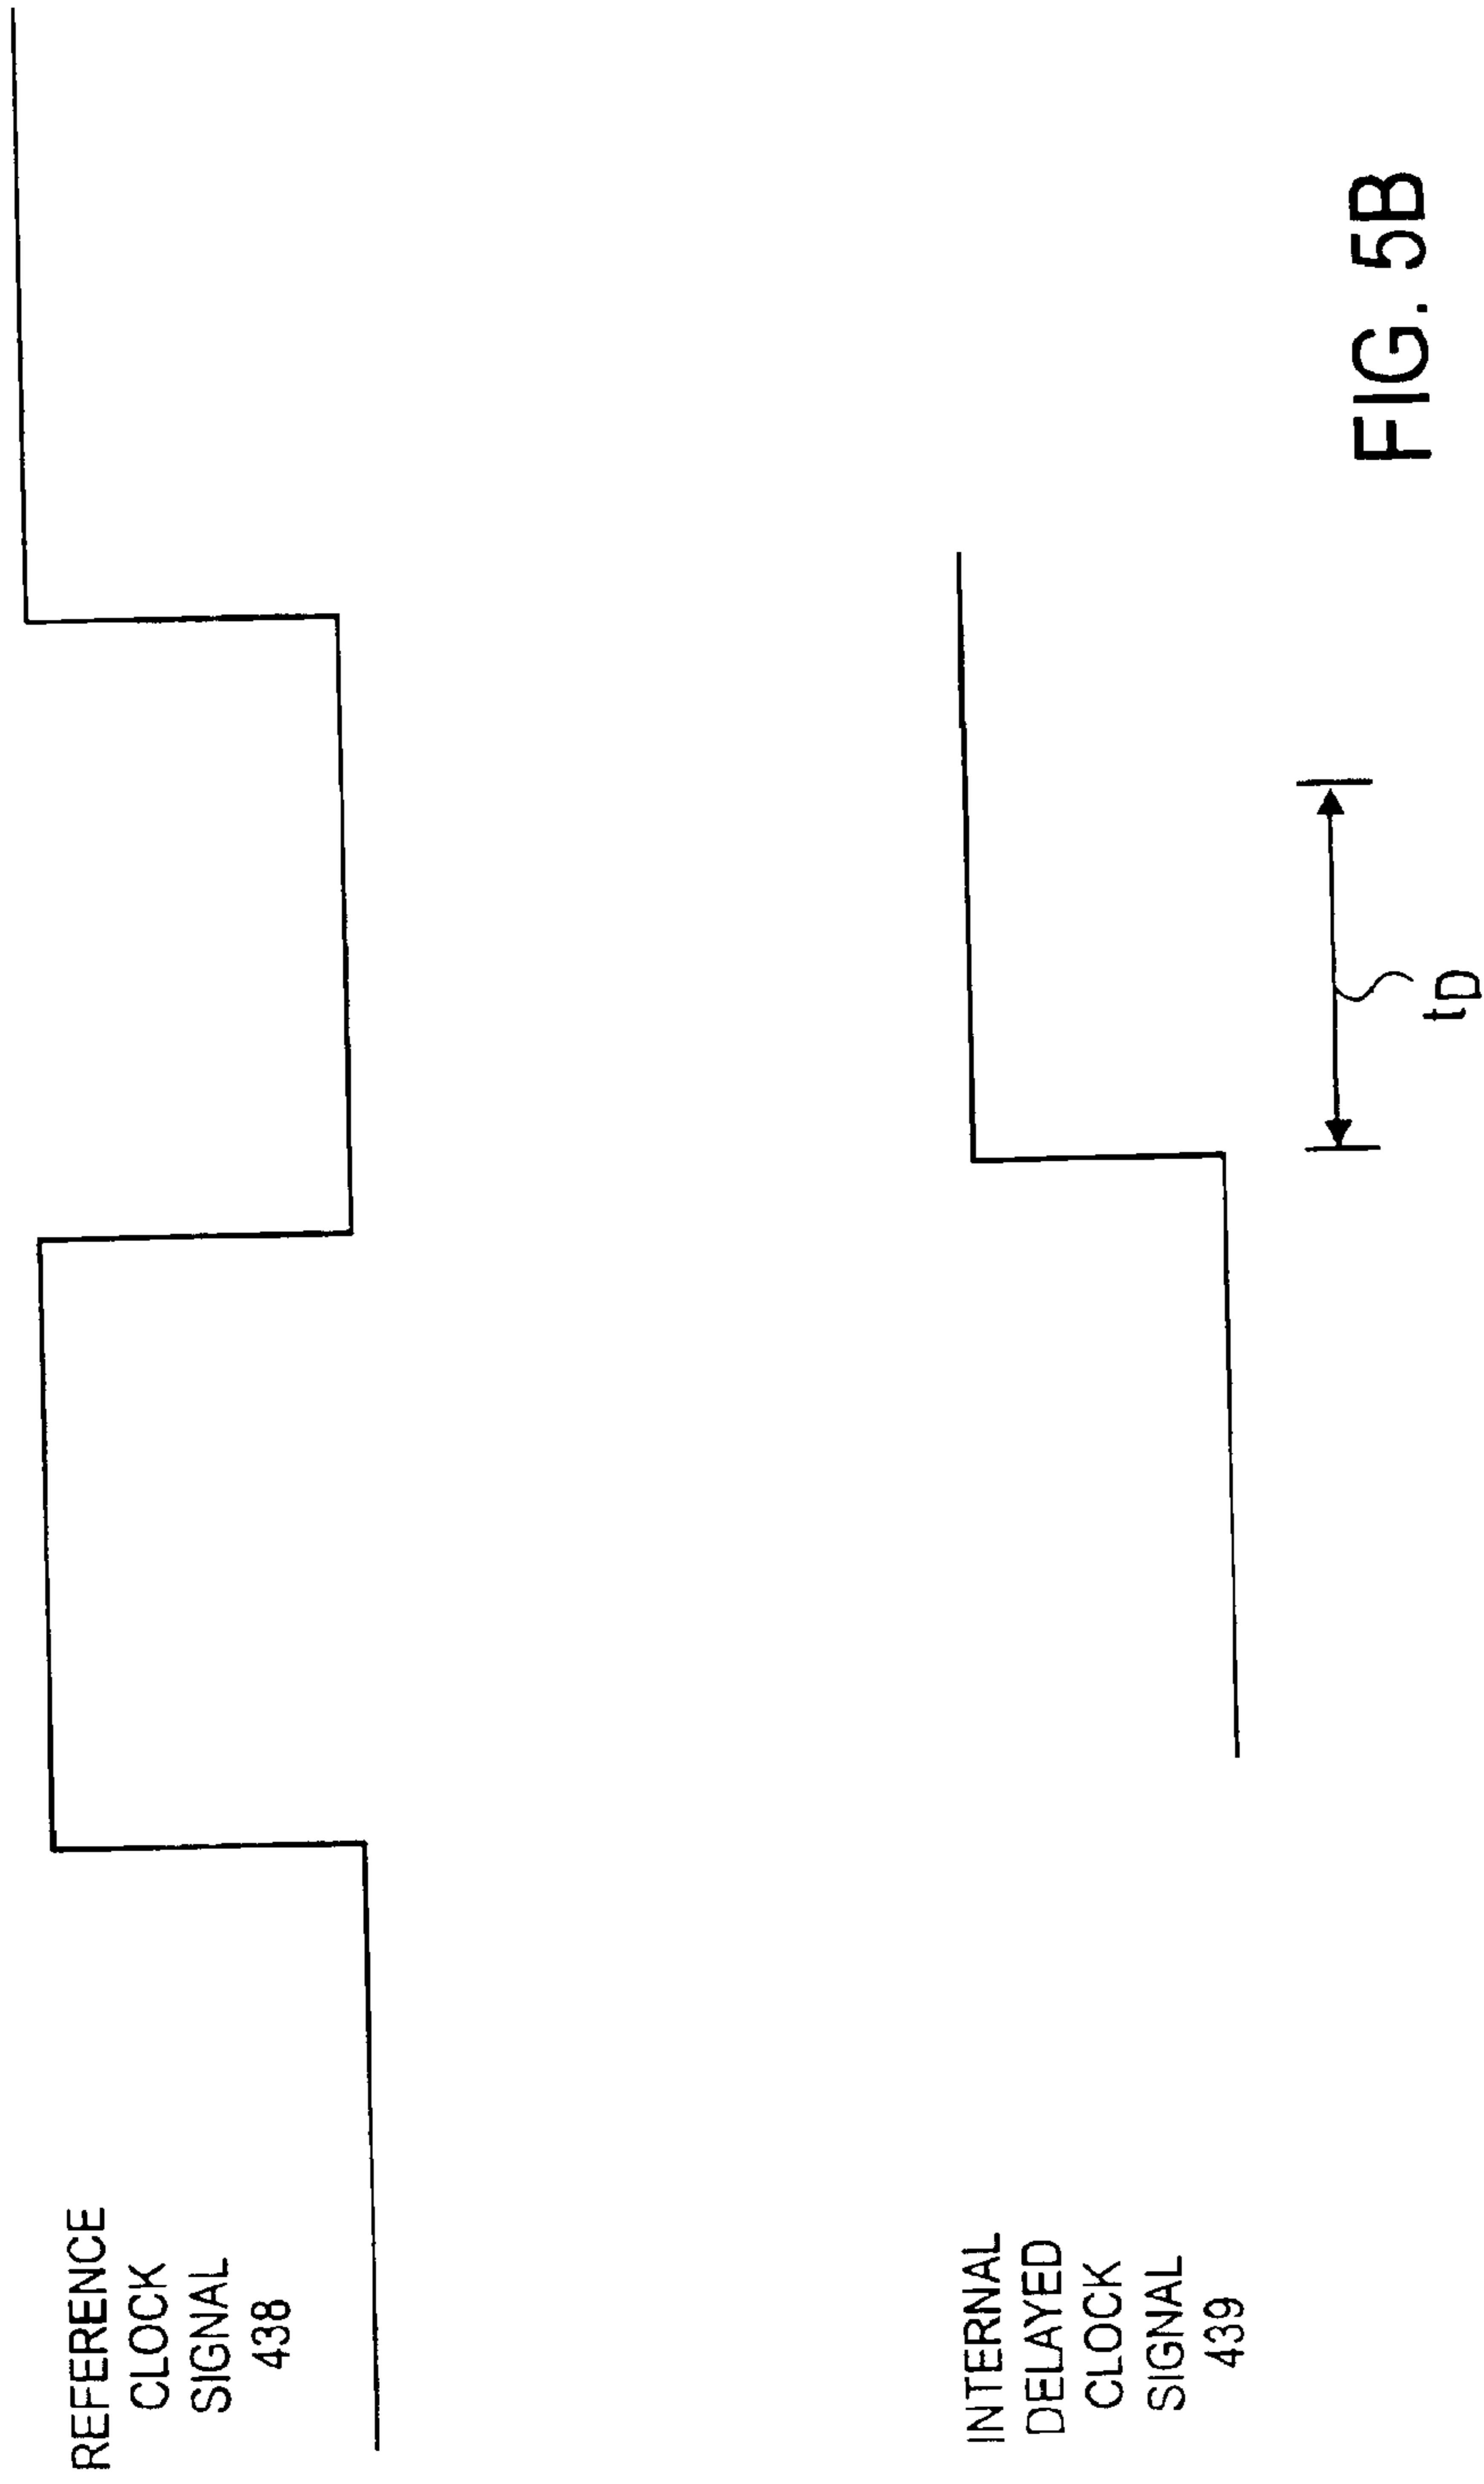 REFERENCE
CLOCK
SIGNAL
438
INTERNAL
DELAYED
CLOCK
SIGNAL
439
tD
FIG. 5B